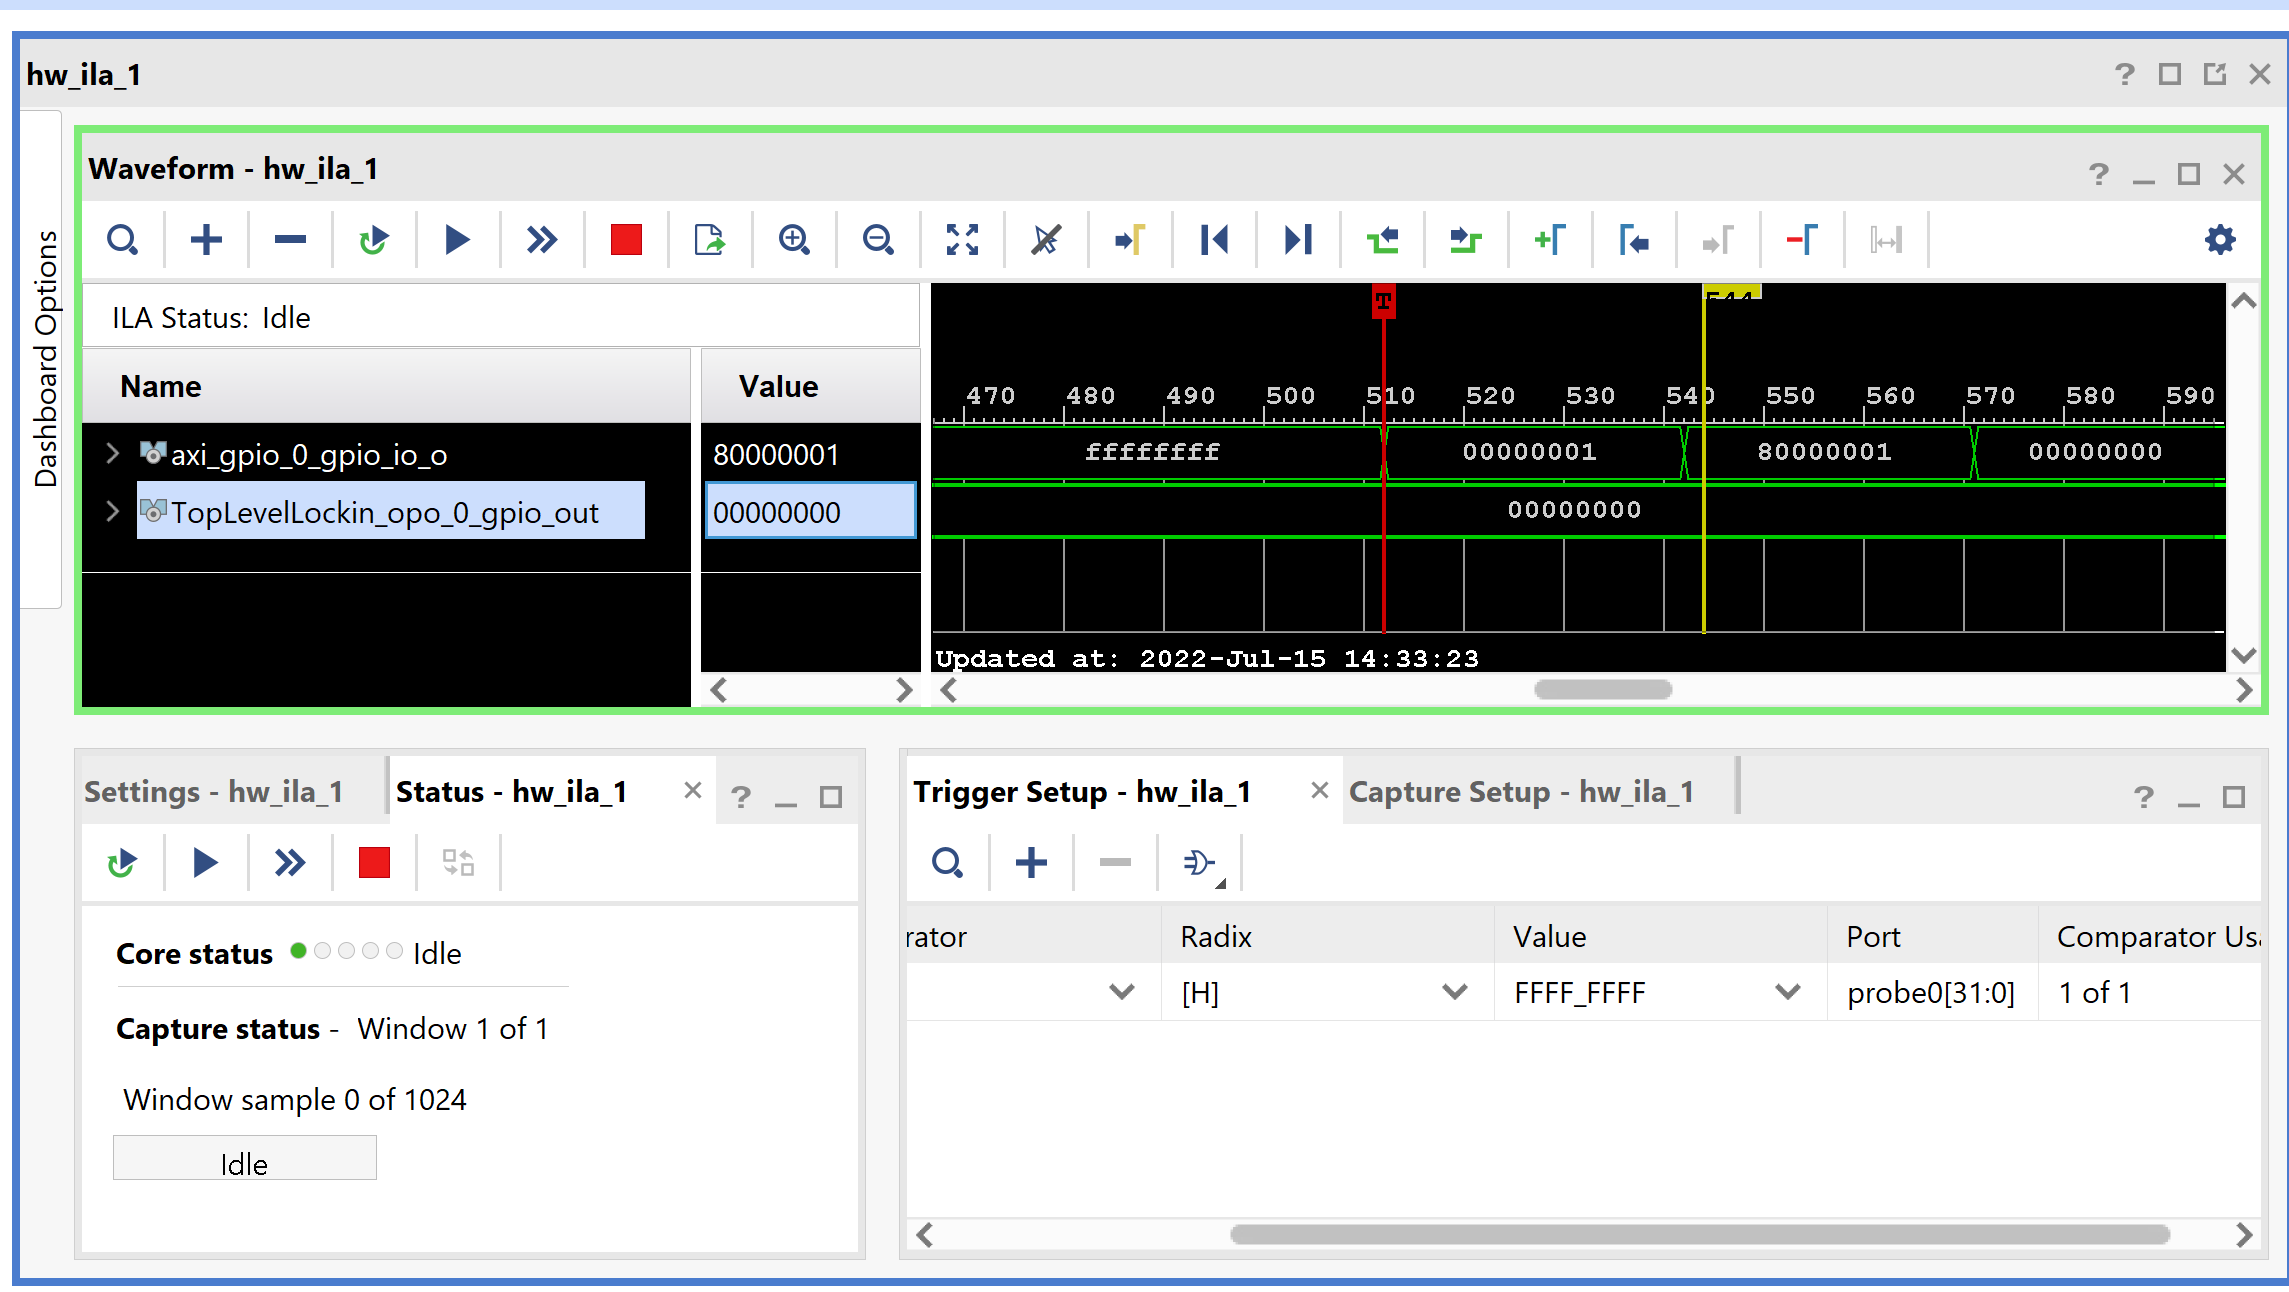 hw_ila_1
Dashboard Options
Waveform - hw_ila_1
ILA Status: Idle
Name
Value
T
470 480 490 500 510 520 530 540 550 560 570 580 590
axi_gpio_0_gpio_io_o 80000001 ffffffff 00000001 80000001 00000000
TopLevelLockin_opo_0_gpio_out 00000000 00000000
Updated at: 2022-Jul-15 14:33:23
Settings - hw_ila_1
Status - hw_ila_1
Core status Idle
Capture status - Window 1 of 1
Window sample 0 of 1024
Idle
Trigger Setup - hw_ila_1
Capture Setup - hw_ila_1
rator Radix Value Port Comparator Usa
[H] FFFF_FFFF probe0[31:0] 1 of 1